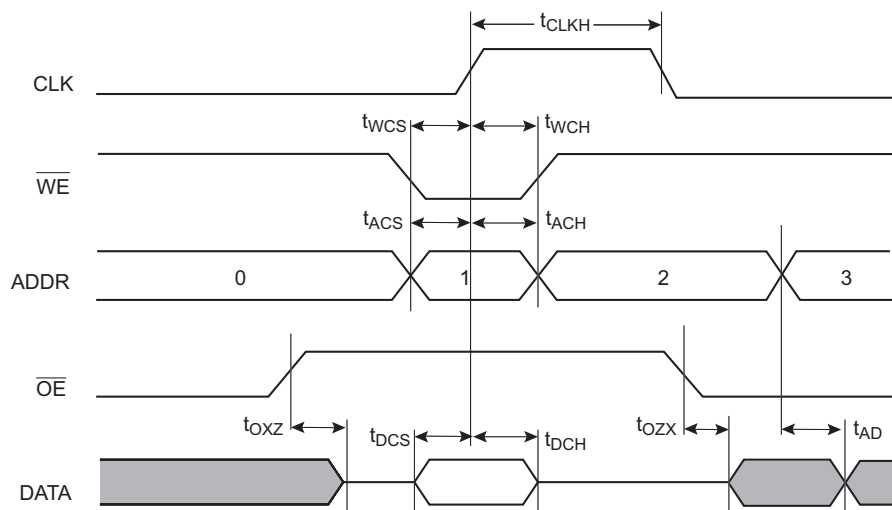 tCLKH
CLK
tWCS tWCH
WE
tACS tACH
ADDR 0 1 2 3
OE
tOXZ tDCS tDCH tOZX tAD
DATA